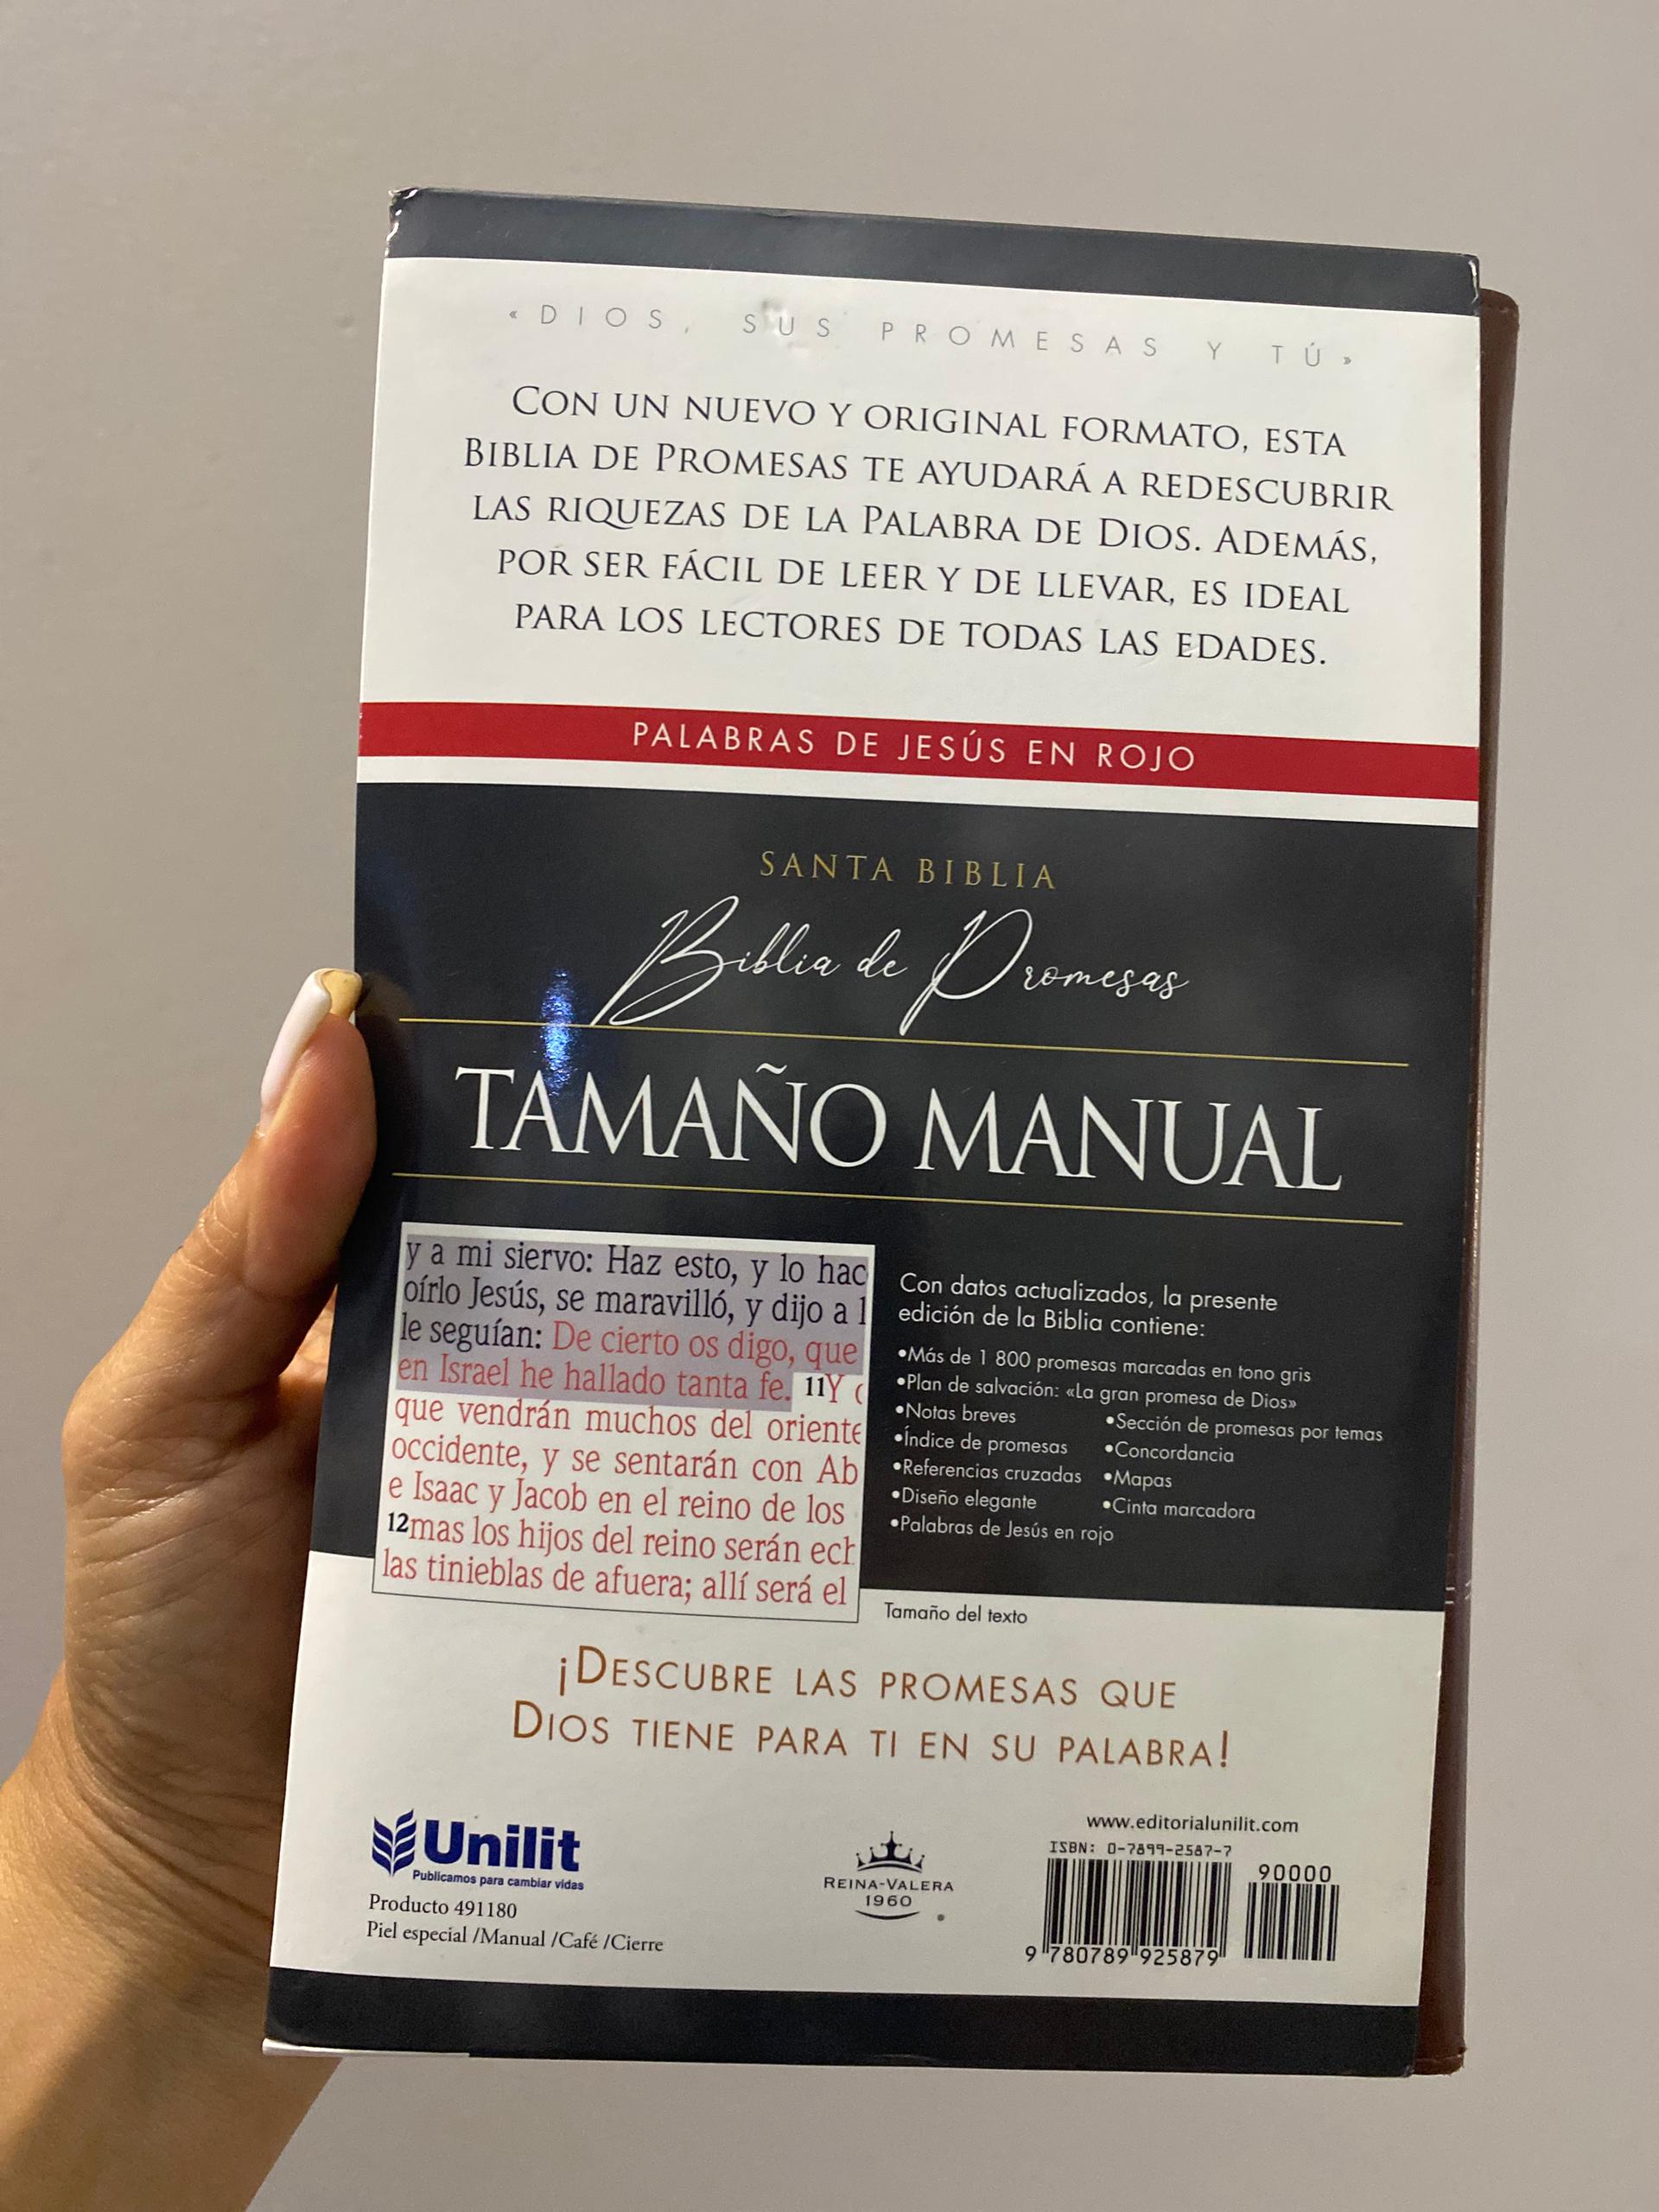 «DIOS, SUS PROMESAS Y TÚ»
CON UN NUEVO Y ORIGINAL FORMATO, ESTA
BIBLIA DE PROMESAS TE AYUDARÁ A REDESCUBRIR
LAS RIQUEZAS DE LA PALABRA DE DIOS. ADEMÁS,
POR SER FÁCIL DE LEER Y DE LLEVAR, ES IDEAL
PARA LOS LECTORES DE TODAS LAS EDADES.
PALABRAS DE JESÚS EN ROJO
SANTA BIBLIA
Biblia de Promesas
TAMAÑO MANUAL
y a mi siervo: Haz esto, y lo hac
oírlo Jesús, se maravilló, y dijo a l
le seguían: De cierto os digo, que
en Israel he hallado tanta fe. 11Y
que vendrán muchos del oriente
occidente, y se sentarán con Ab
e Isaac y Jacob en el reino de los
12mas los hijos del reino serán ech
las tinieblas de afuera; allí será el
Con datos actualizados, la presente
edición de la Biblia contiene:
•Más de 1 800 promesas marcadas en tono gris
•Plan de salvación: «La gran promesa de Dios»
•Notas breves
•Índice de promesas
•Referencias cruzadas
•Diseño elegante
•Palabras de Jesús en rojo
•Sección de promesas por temas
•Concordancia
•Mapas
•Cinta marcadora
Tamaño del texto
¡DESCUBRE LAS PROMESAS QUE
DIOS TIENE PARA TI EN SU PALABRA!
Unilit
Publicamos para cambiar vidas
Producto 491180
Piel especial /Manual /Café /Cierre
REINA-VALERA
1960
www.editorialunilit.com
ISBN: 0-7899-2587-7
90000
9 780789 925879